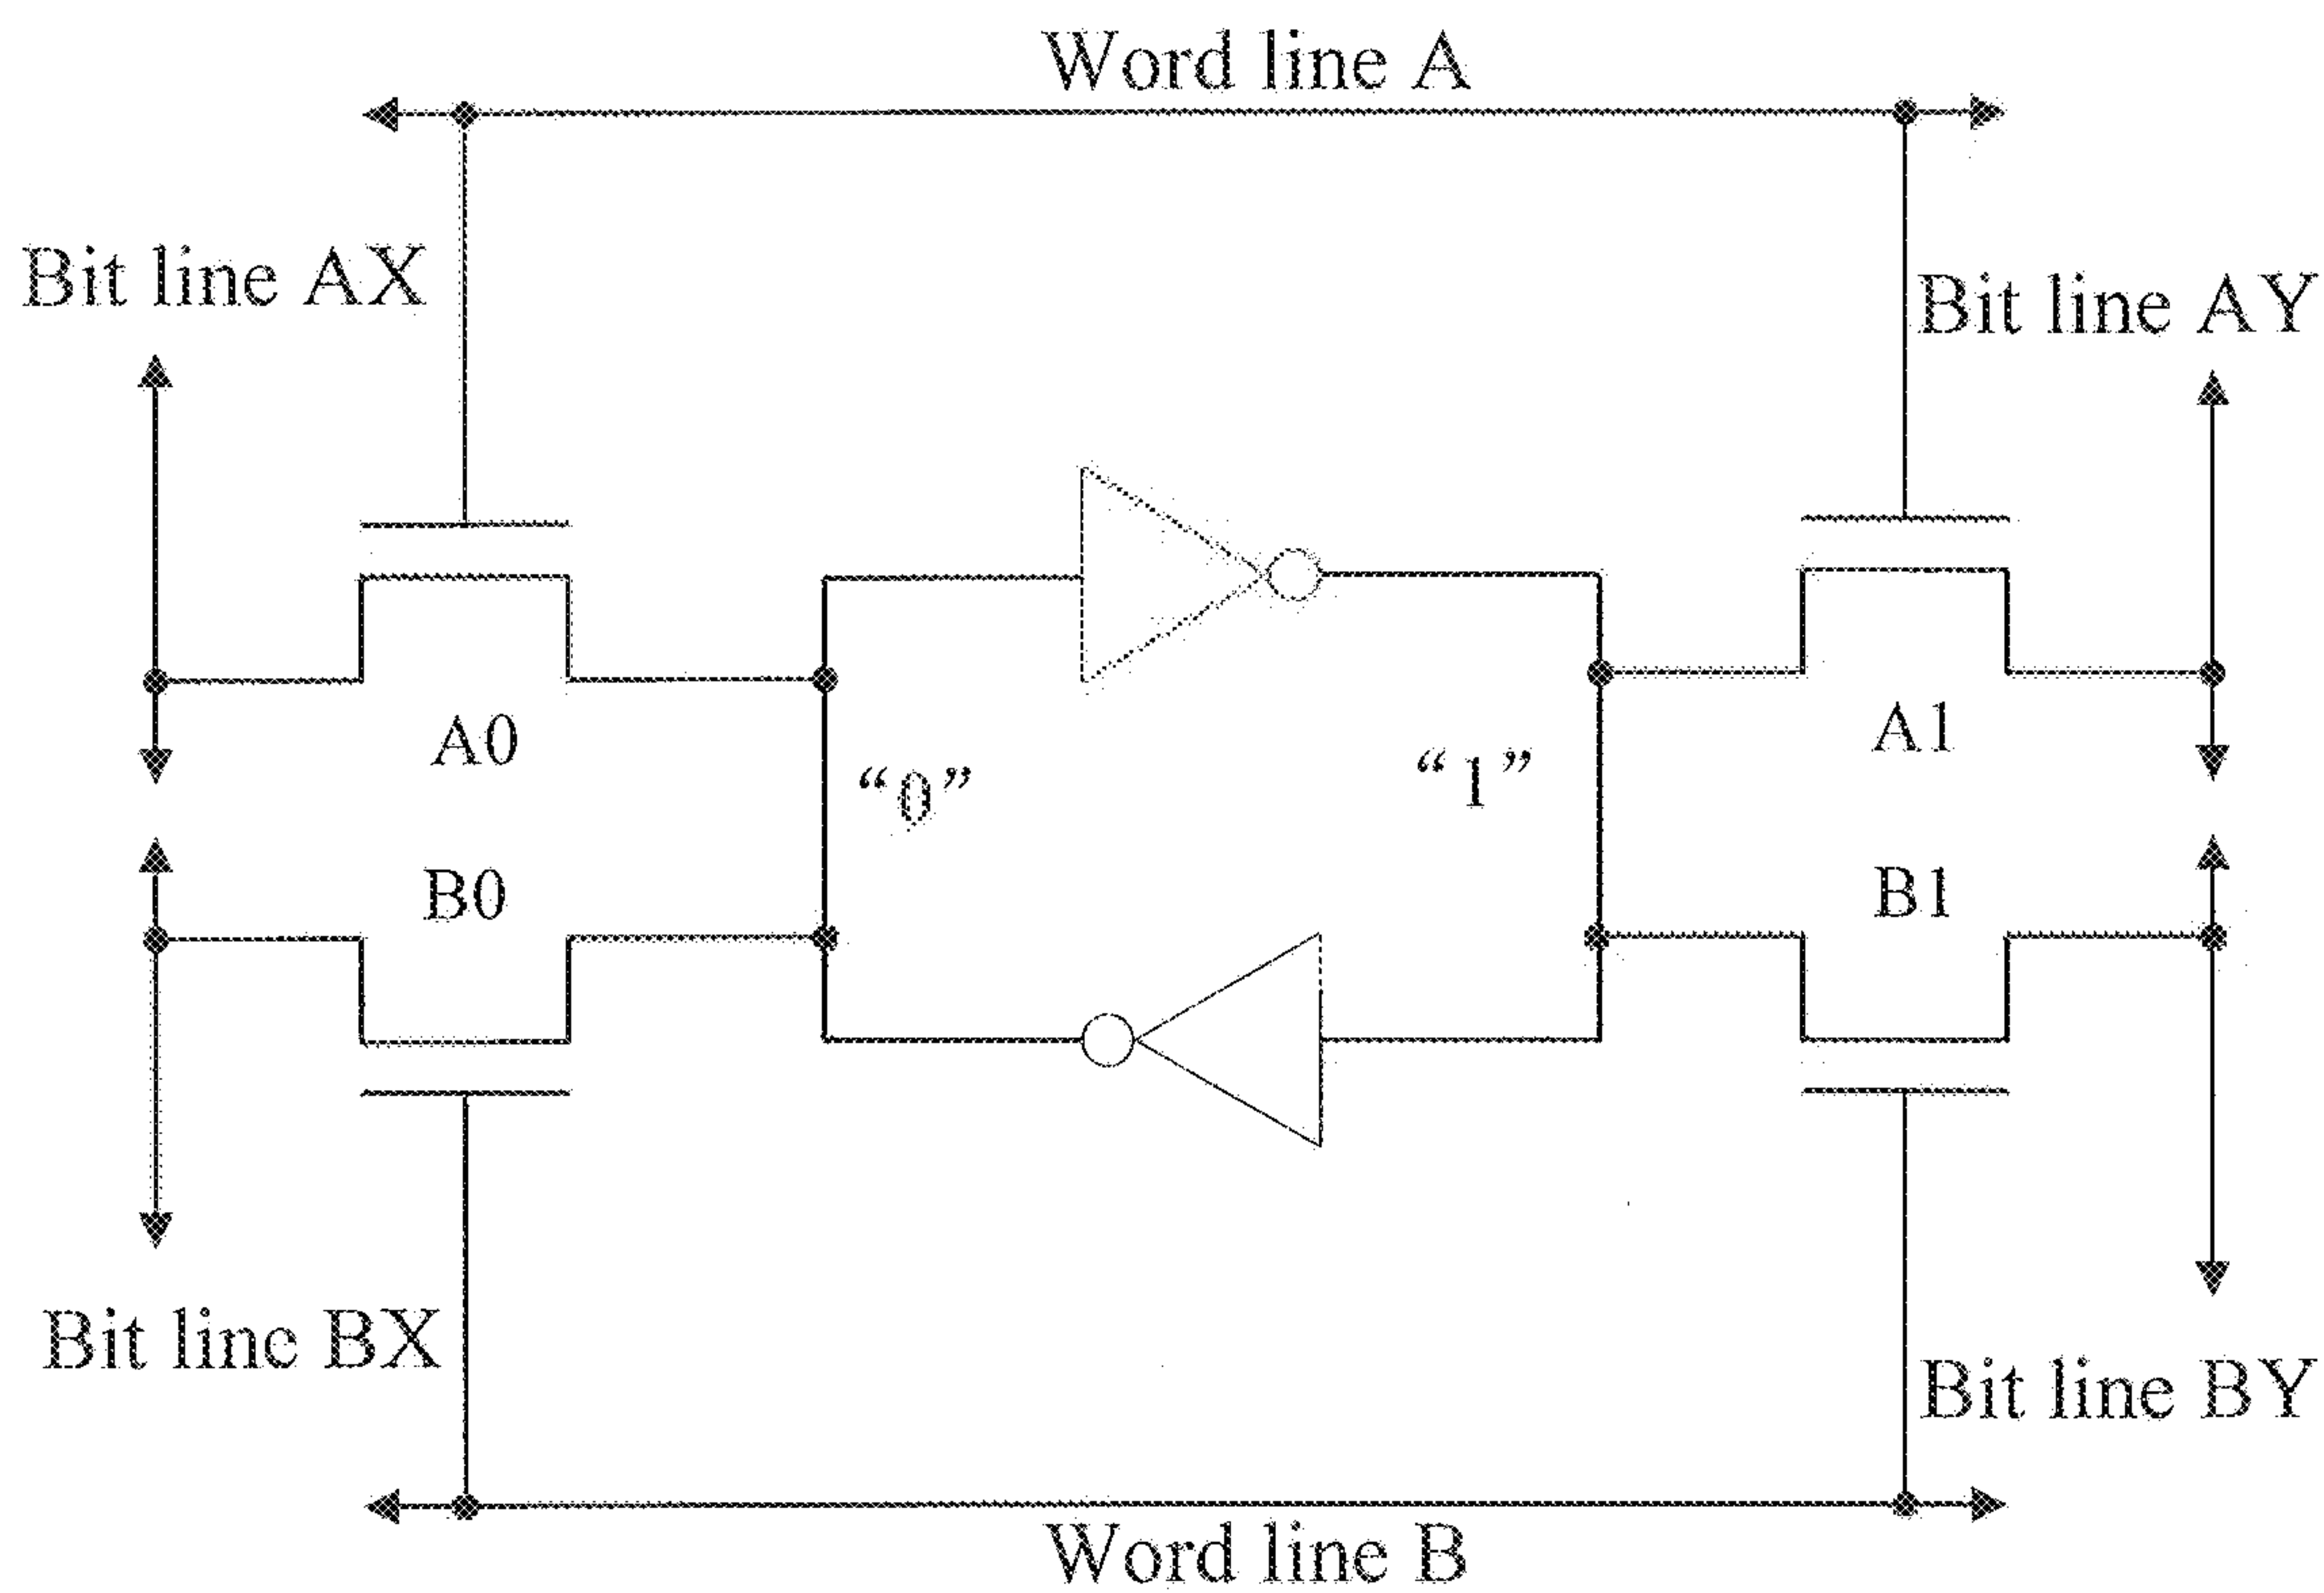 Word line A
Bit line AX
Bit line AY
A0
A1
“0”
“1”
B0
B1
Bit line BX
Bit line BY
Word line B